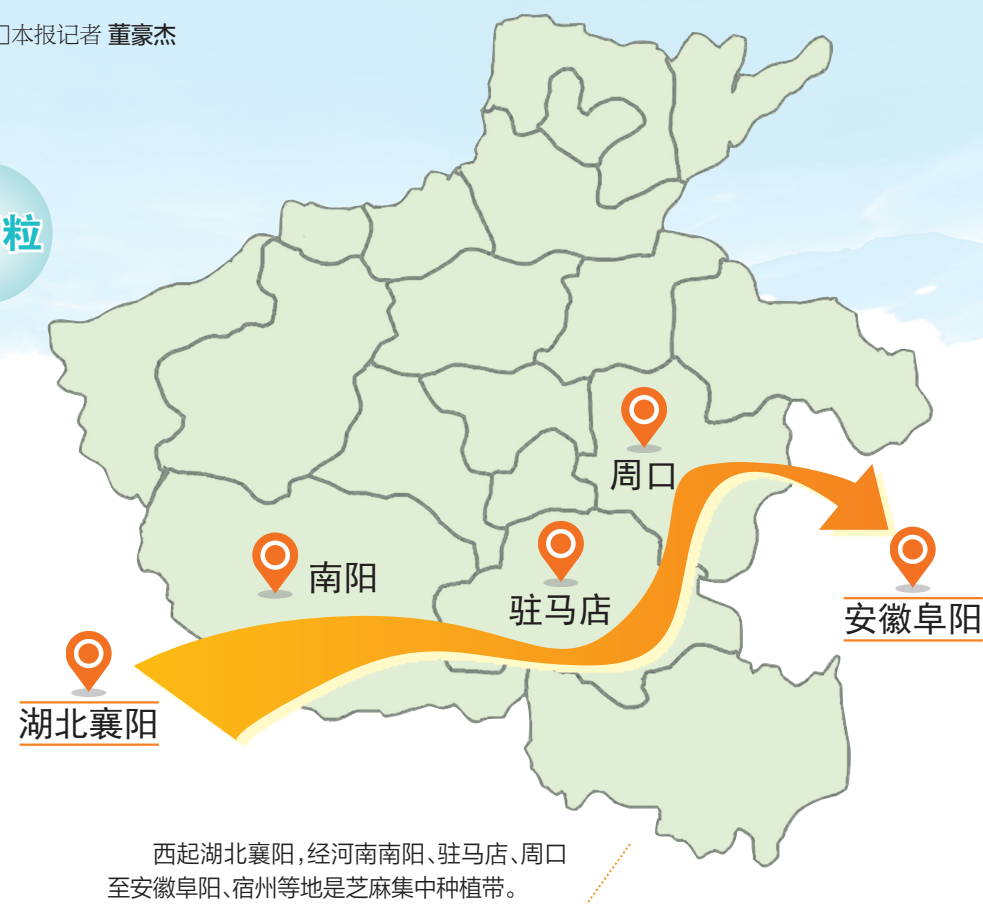 本报记者 董豪杰
粒
周口
南阳
驻马店
安徽阜阳
湖北襄阳
西起湖北襄阳，经河南南阳、驻马店、周口
至安徽阜阳、宿州等地是芝麻集中种植带。